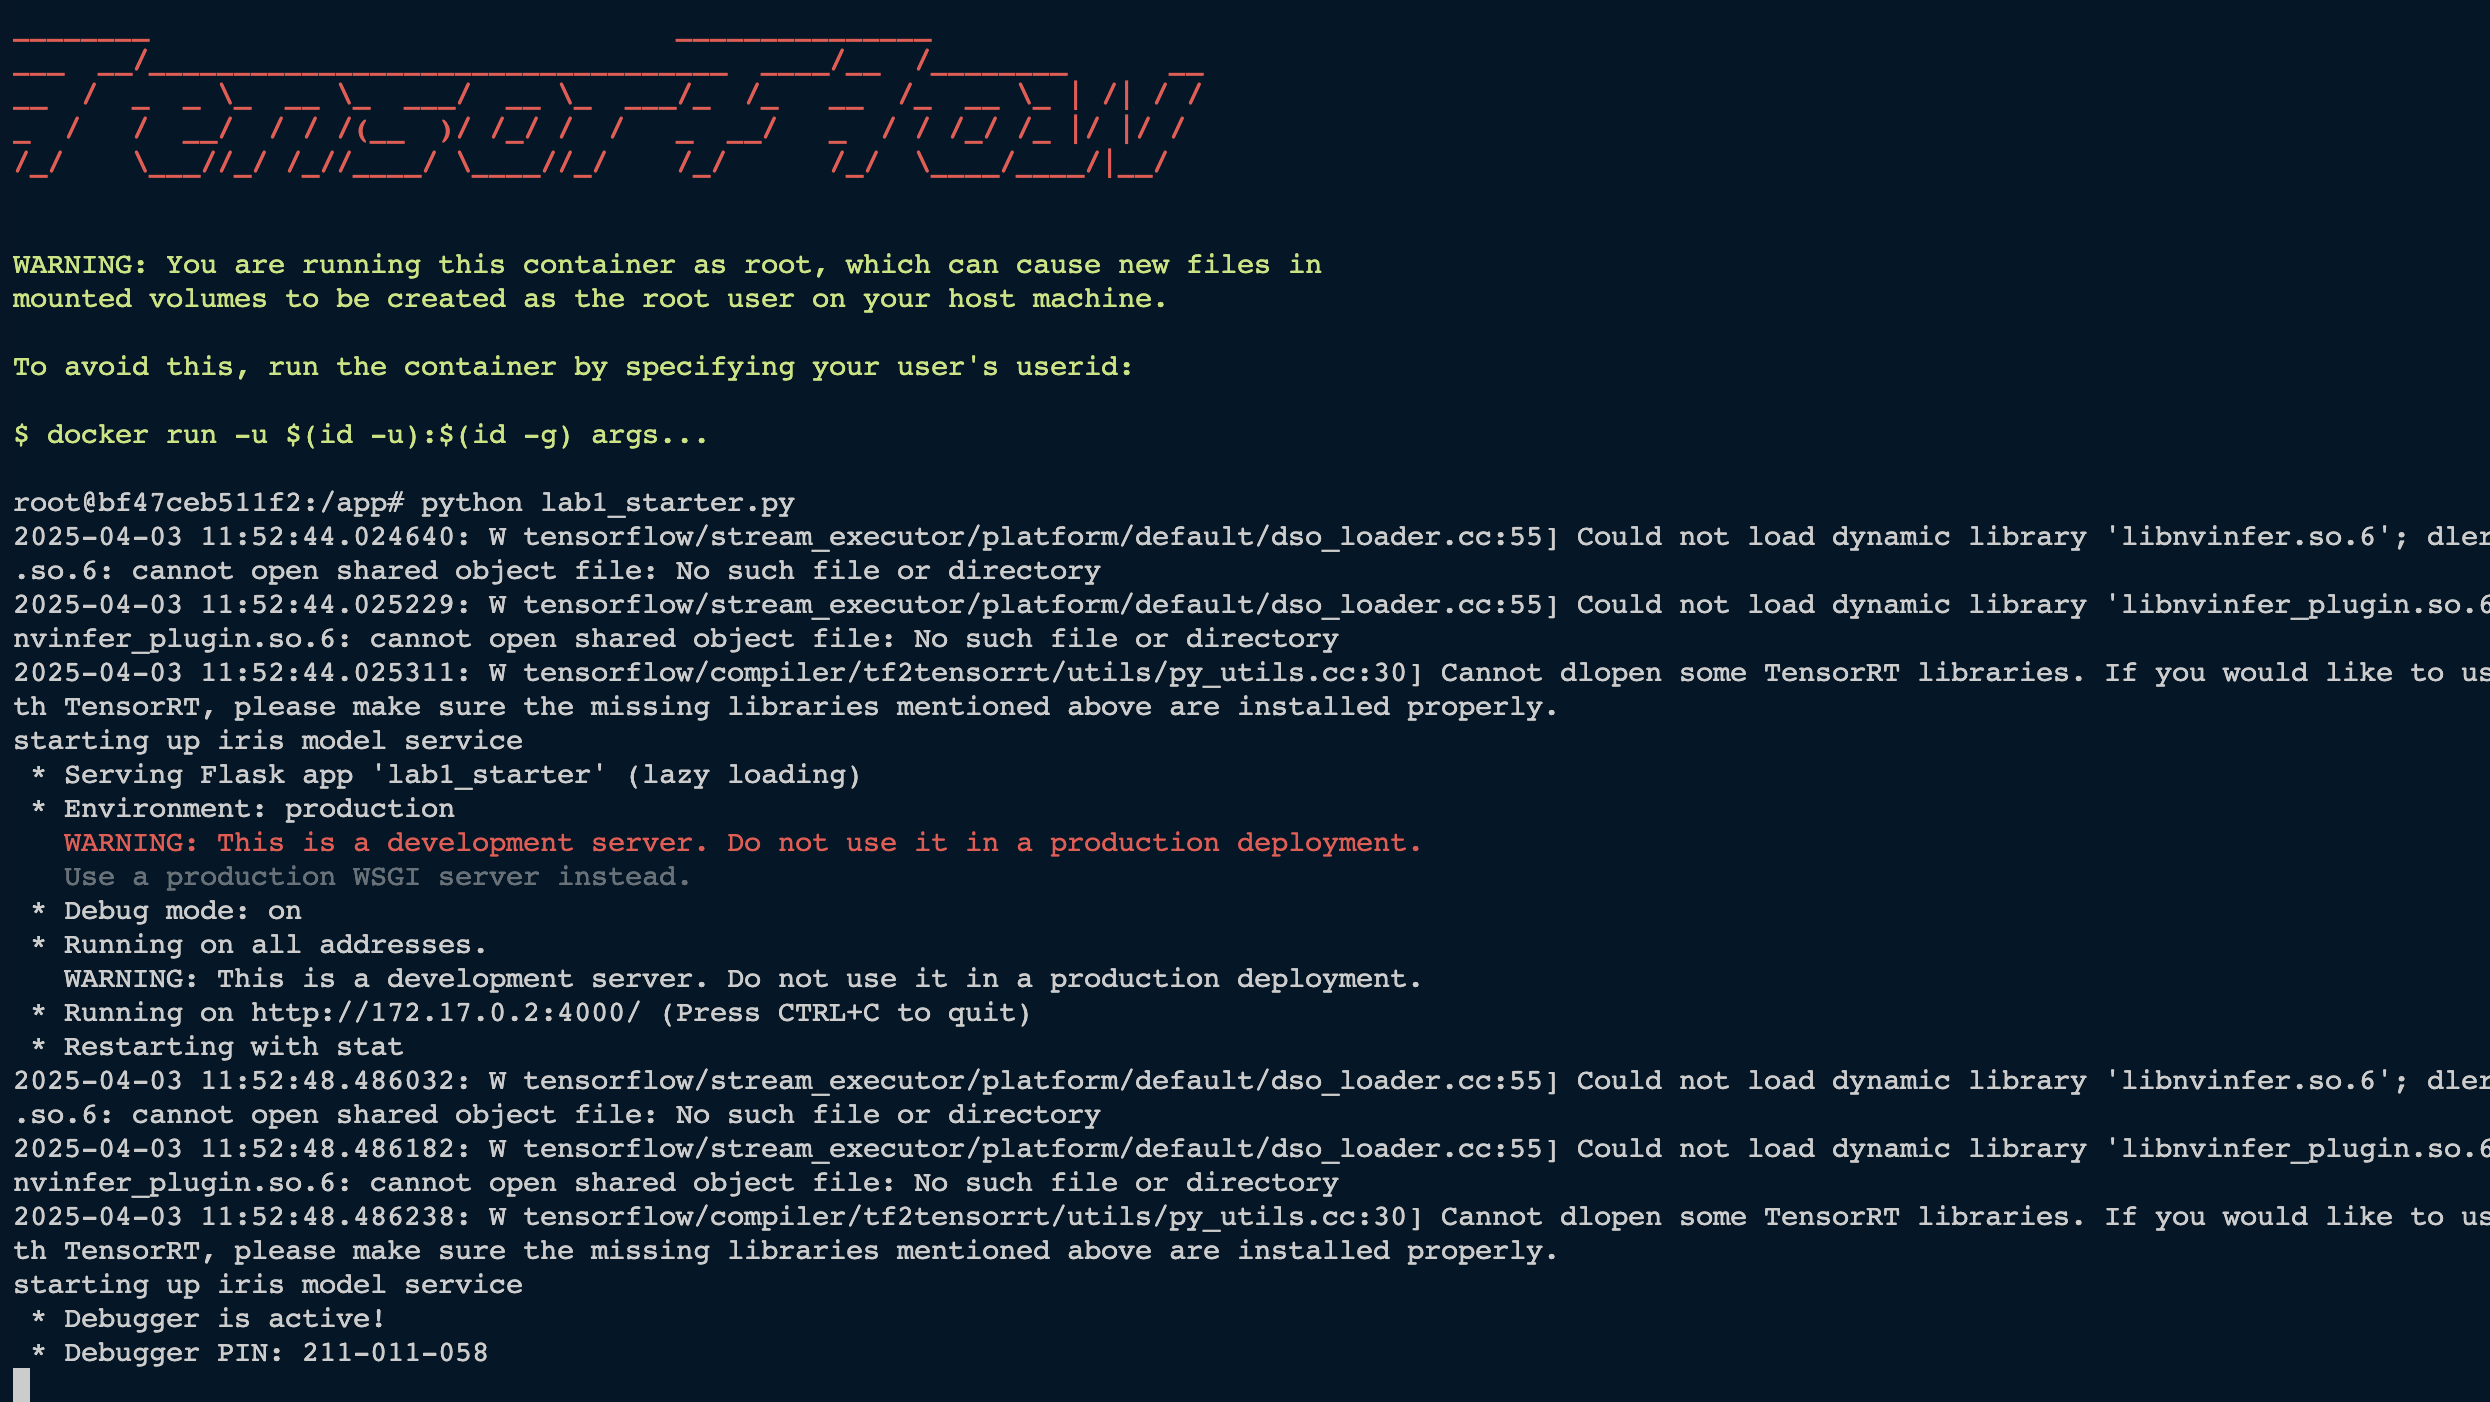 TensorFlow
WARNING: You are running this container as root, which can cause new files in
mounted volumes to be created as the root user on your host machine.
To avoid this, run the container by specifying your user's userid:
$ docker run -u $(id -u):$(id -g) args...
root@bf47ceb511f2:/app# python lab1_starter.py
2025-04-03 11:52:44.024640: W tensorflow/stream_executor/platform/default/dso_loader.cc:55] Could not load dynamic library 'libnvinfer.so.6'; dler
.so.6: cannot open shared object file: No such file or directory
2025-04-03 11:52:44.025229: W tensorflow/stream_executor/platform/default/dso_loader.cc:55] Could not load dynamic library 'libnvinfer_plugin.so.6
nvinfer_plugin.so.6: cannot open shared object file: No such file or directory
2025-04-03 11:52:44.025311: W tensorflow/compiler/tf2tensorrt/utils/py_utils.cc:30] Cannot dlopen some TensorRT libraries. If you would like to us
th TensorRT, please make sure the missing libraries mentioned above are installed properly.
starting up iris model service
* Serving Flask app 'lab1_starter' (lazy loading)
* Environment: production
WARNING: This is a development server. Do not use it in a production deployment.
Use a production WSGI server instead.
* Debug mode: on
* Running on all addresses.
WARNING: This is a development server. Do not use it in a production deployment.
* Running on http://172.17.0.2:4000/ (Press CTRL+C to quit)
* Restarting with stat
2025-04-03 11:52:48.486032: W tensorflow/stream_executor/platform/default/dso_loader.cc:55] Could not load dynamic library 'libnvinfer.so.6'; dler
.so.6: cannot open shared object file: No such file or directory
2025-04-03 11:52:48.486182: W tensorflow/stream_executor/platform/default/dso_loader.cc:55] Could not load dynamic library 'libnvinfer_plugin.so.6
nvinfer_plugin.so.6: cannot open shared object file: No such file or directory
2025-04-03 11:52:48.486238: W tensorflow/compiler/tf2tensorrt/utils/py_utils.cc:30] Cannot dlopen some TensorRT libraries. If you would like to us
th TensorRT, please make sure the missing libraries mentioned above are installed properly.
starting up iris model service
* Debugger is active!
* Debugger PIN: 211-011-058